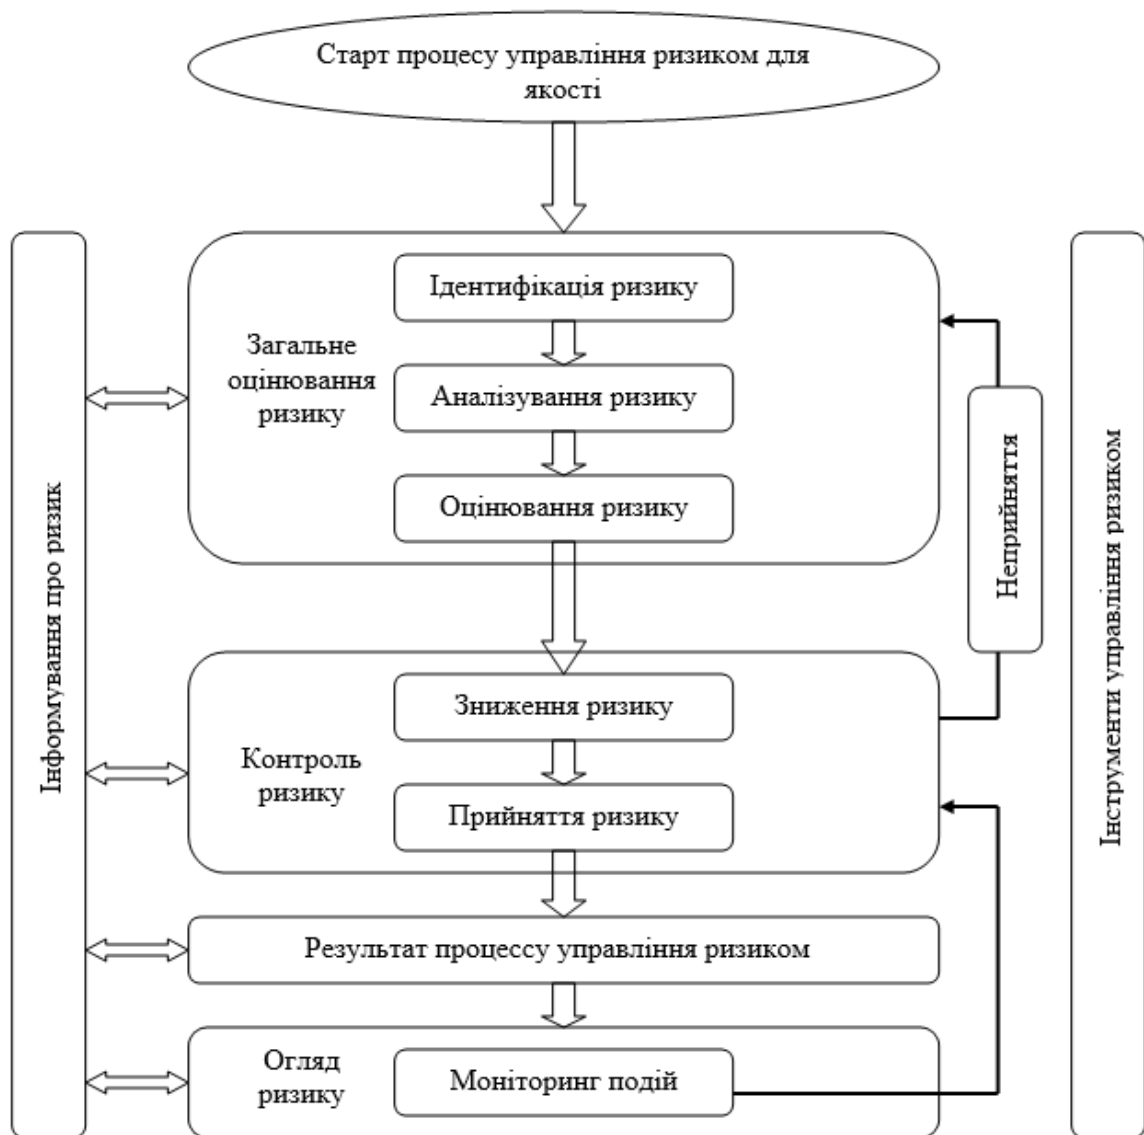 Старт процесу управління ризиком для
якості
Інформування про ризик
Загальне
оцінювання
ризику
Ідентифікація ризику
Аналізування ризику
Оцінювання ризику
Неприйняття
Інструменти управління ризиком
Контроль
ризику
Зниження ризику
Прийняття ризику
Результат процессу управління ризиком
Огляд
ризику
Моніторинг подій